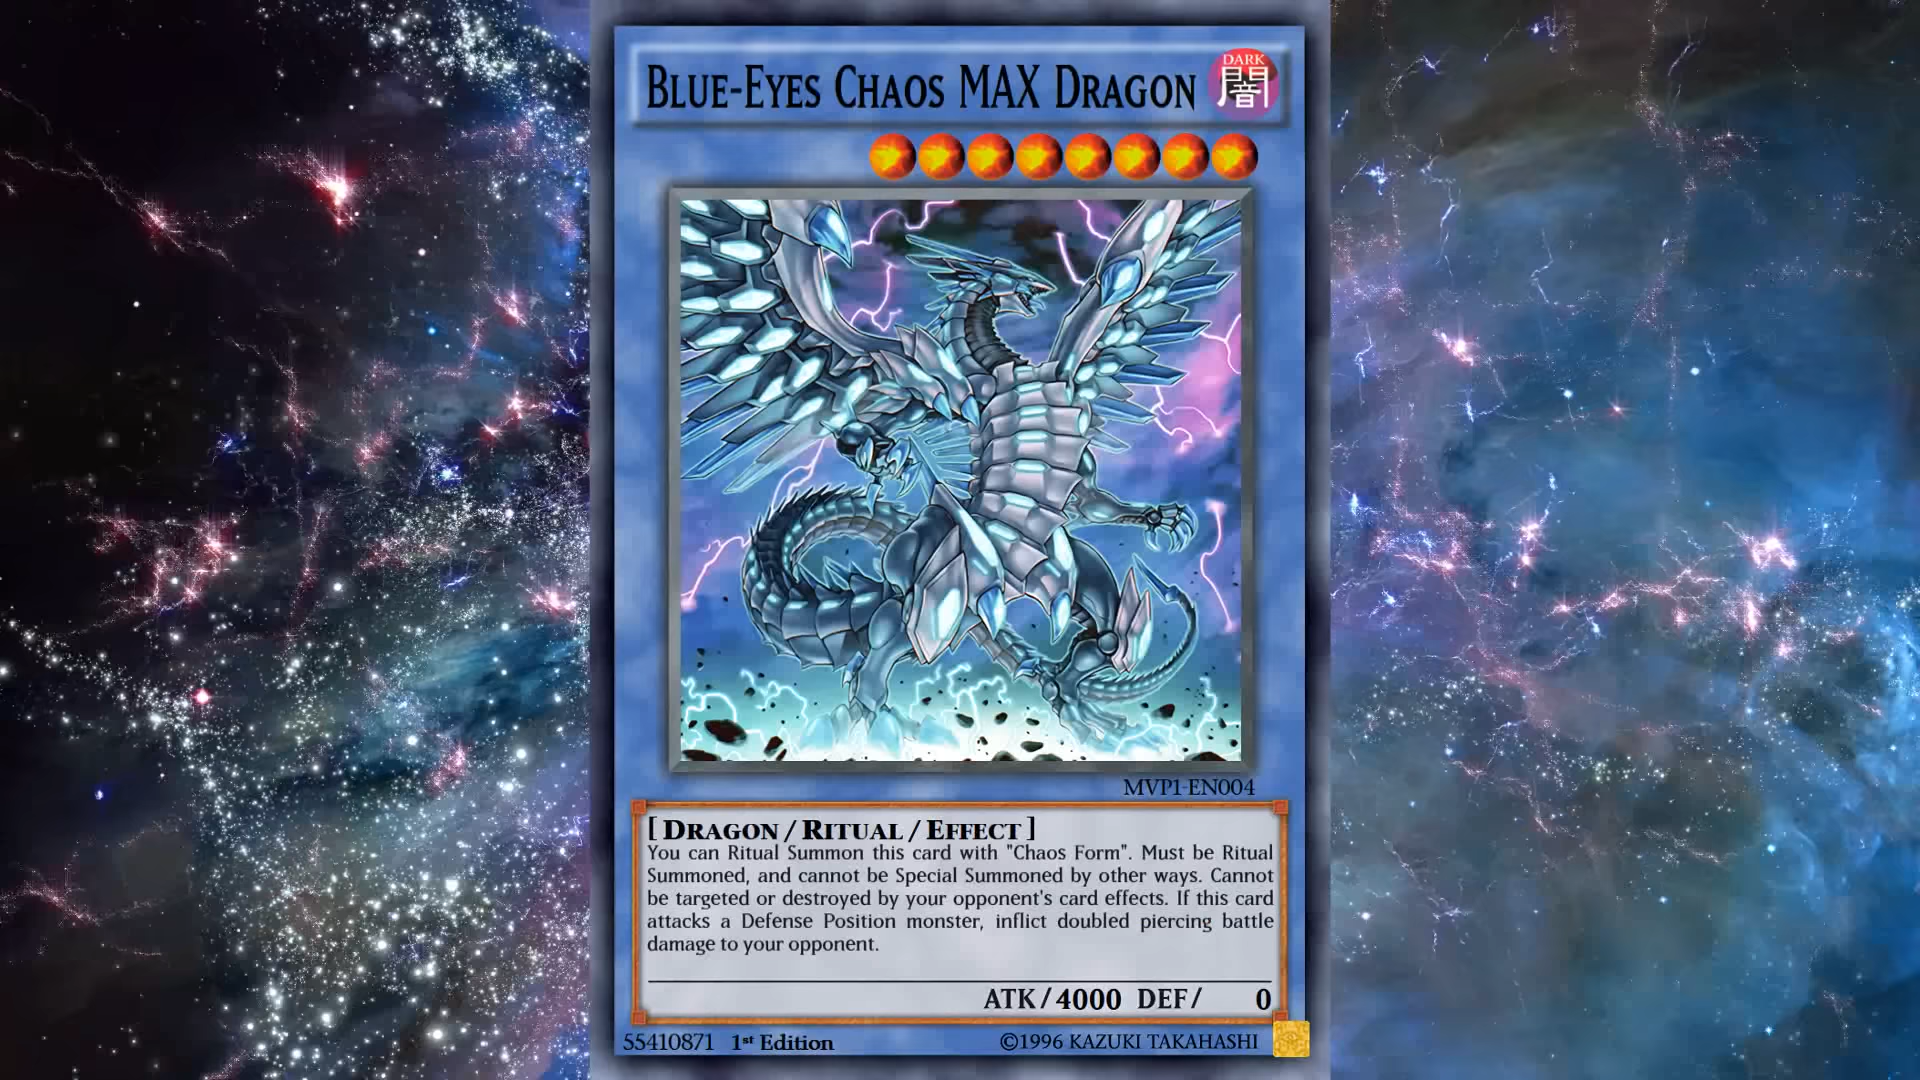 Blue-Eyes Chaos MAX Dragon
DARK
闇
MVP1-EN004
[ Dragon / Ritual / Effect ]
You can Ritual Summon this card with "Chaos Form". Must be Ritual
Summoned, and cannot be Special Summoned by other ways. Cannot
be targeted or destroyed by your opponent's card effects. If this card
attacks a Defense Position monster, inflict doubled piercing battle
damage to your opponent.
ATK / 4000 DEF / 0
55410871 1st Edition ©1996 KAZUKI TAKAHASHI